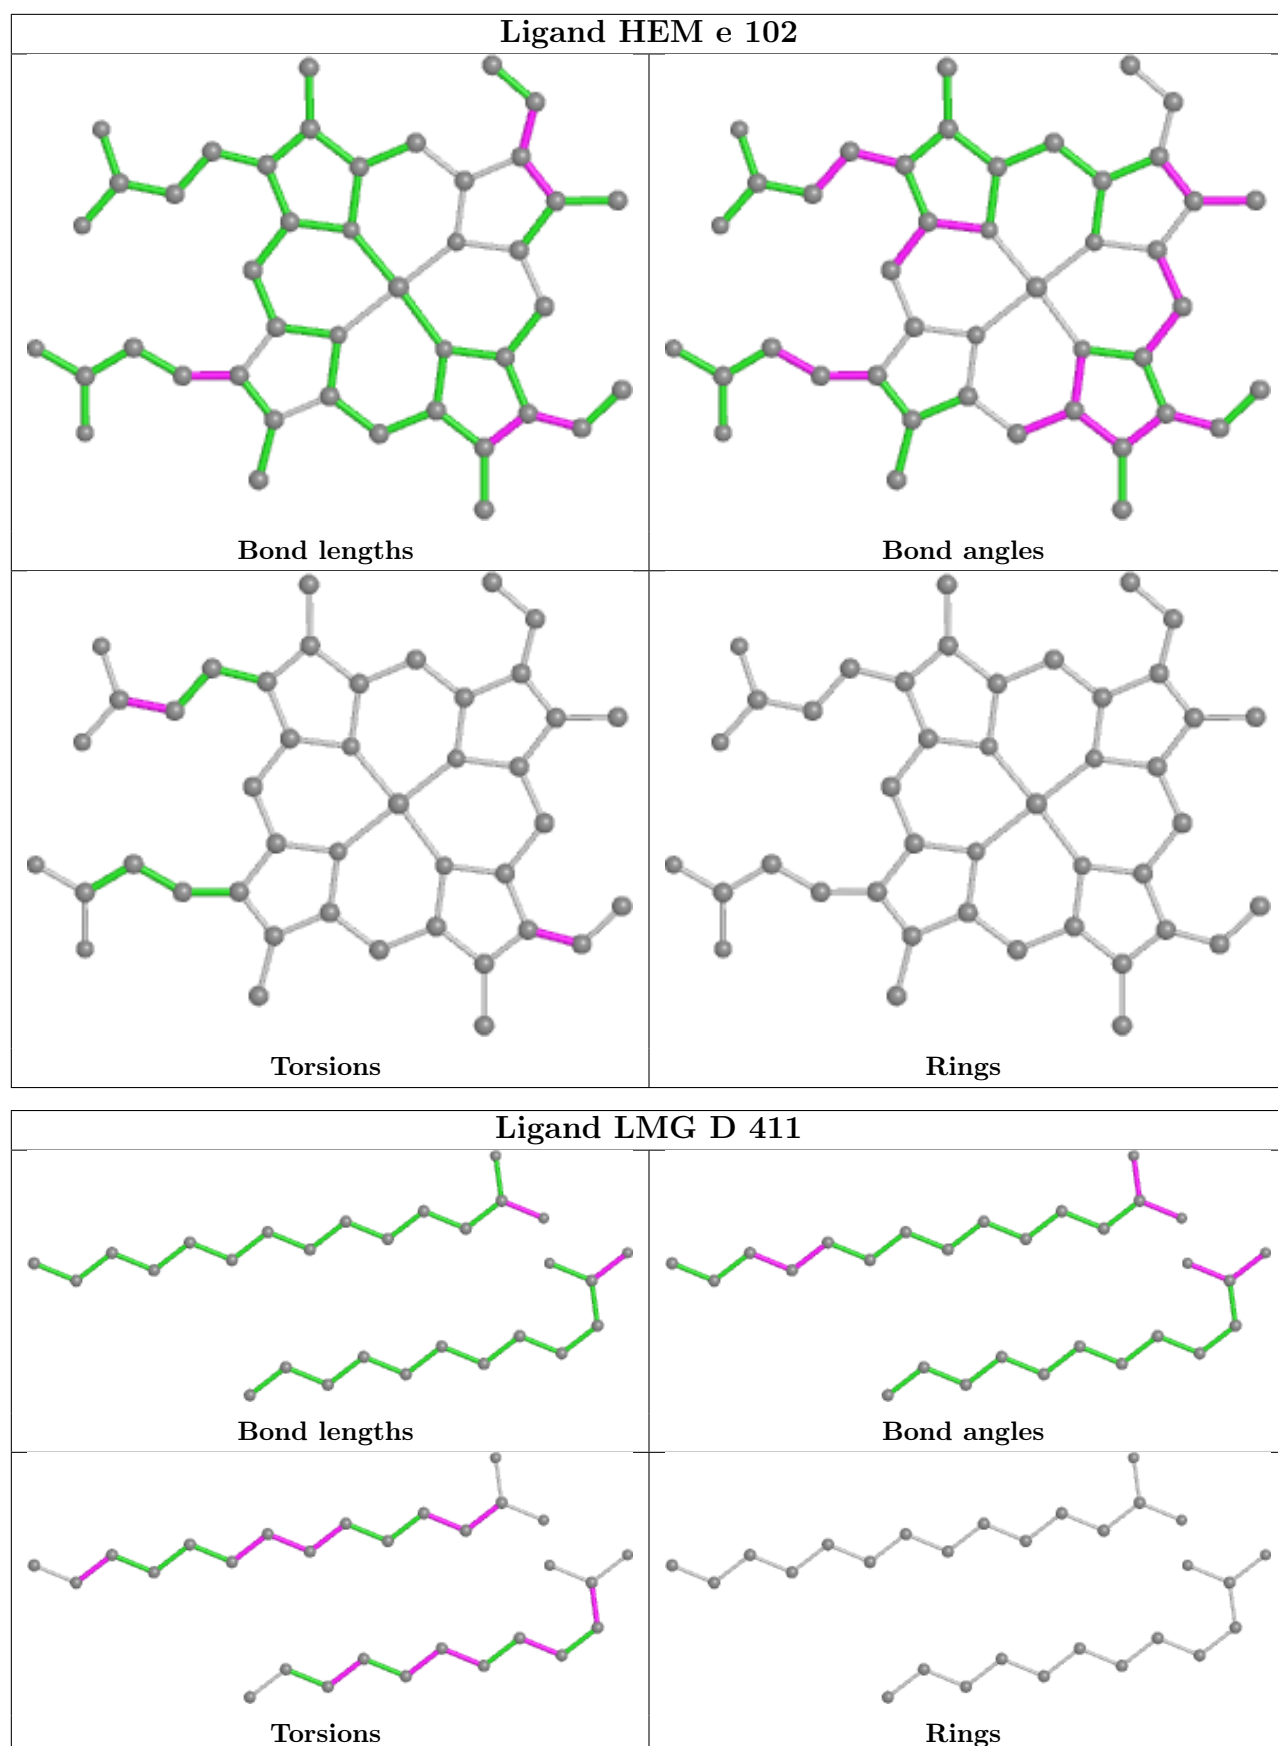 Ligand HEM e 102
Bond lengths
Bond angles
Torsions
Rings
Ligand LMG D 411
Bond lengths
Bond angles
Torsions
Rings